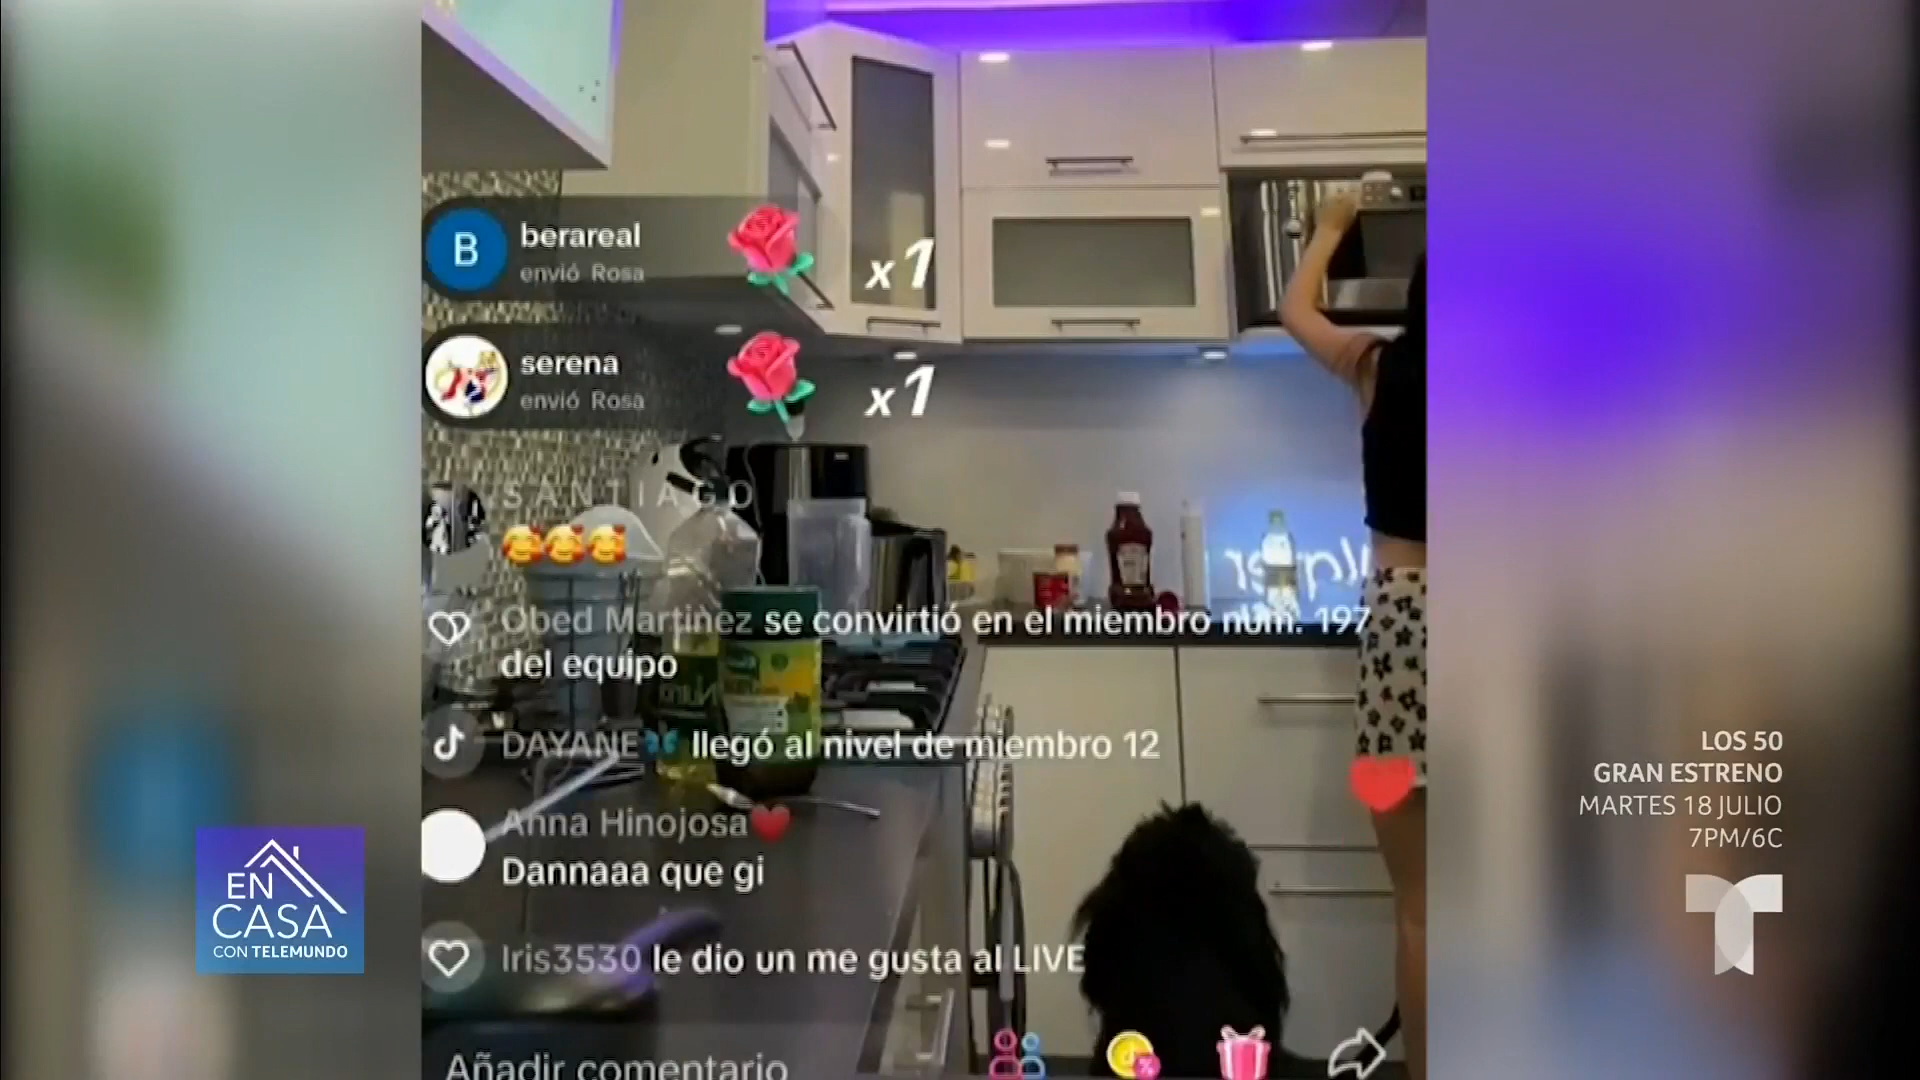 B
berareal
envió Rosa
x1
serena
envió Rosa
x1
SANTIAGO
Obed Martinez se convirtió en el miembro núm. 197
del equipo
DAYANE llegó al nivel de miembro 12
Anna Hinojosa
Dannaaa que gi
Iris3530 le dio un me gusta al LIVE
Añadir comentario
EN
CASA
CON TELEMUNDO
LOS 50
GRAN ESTRENO
MARTES 18 JULIO
7PM/6C